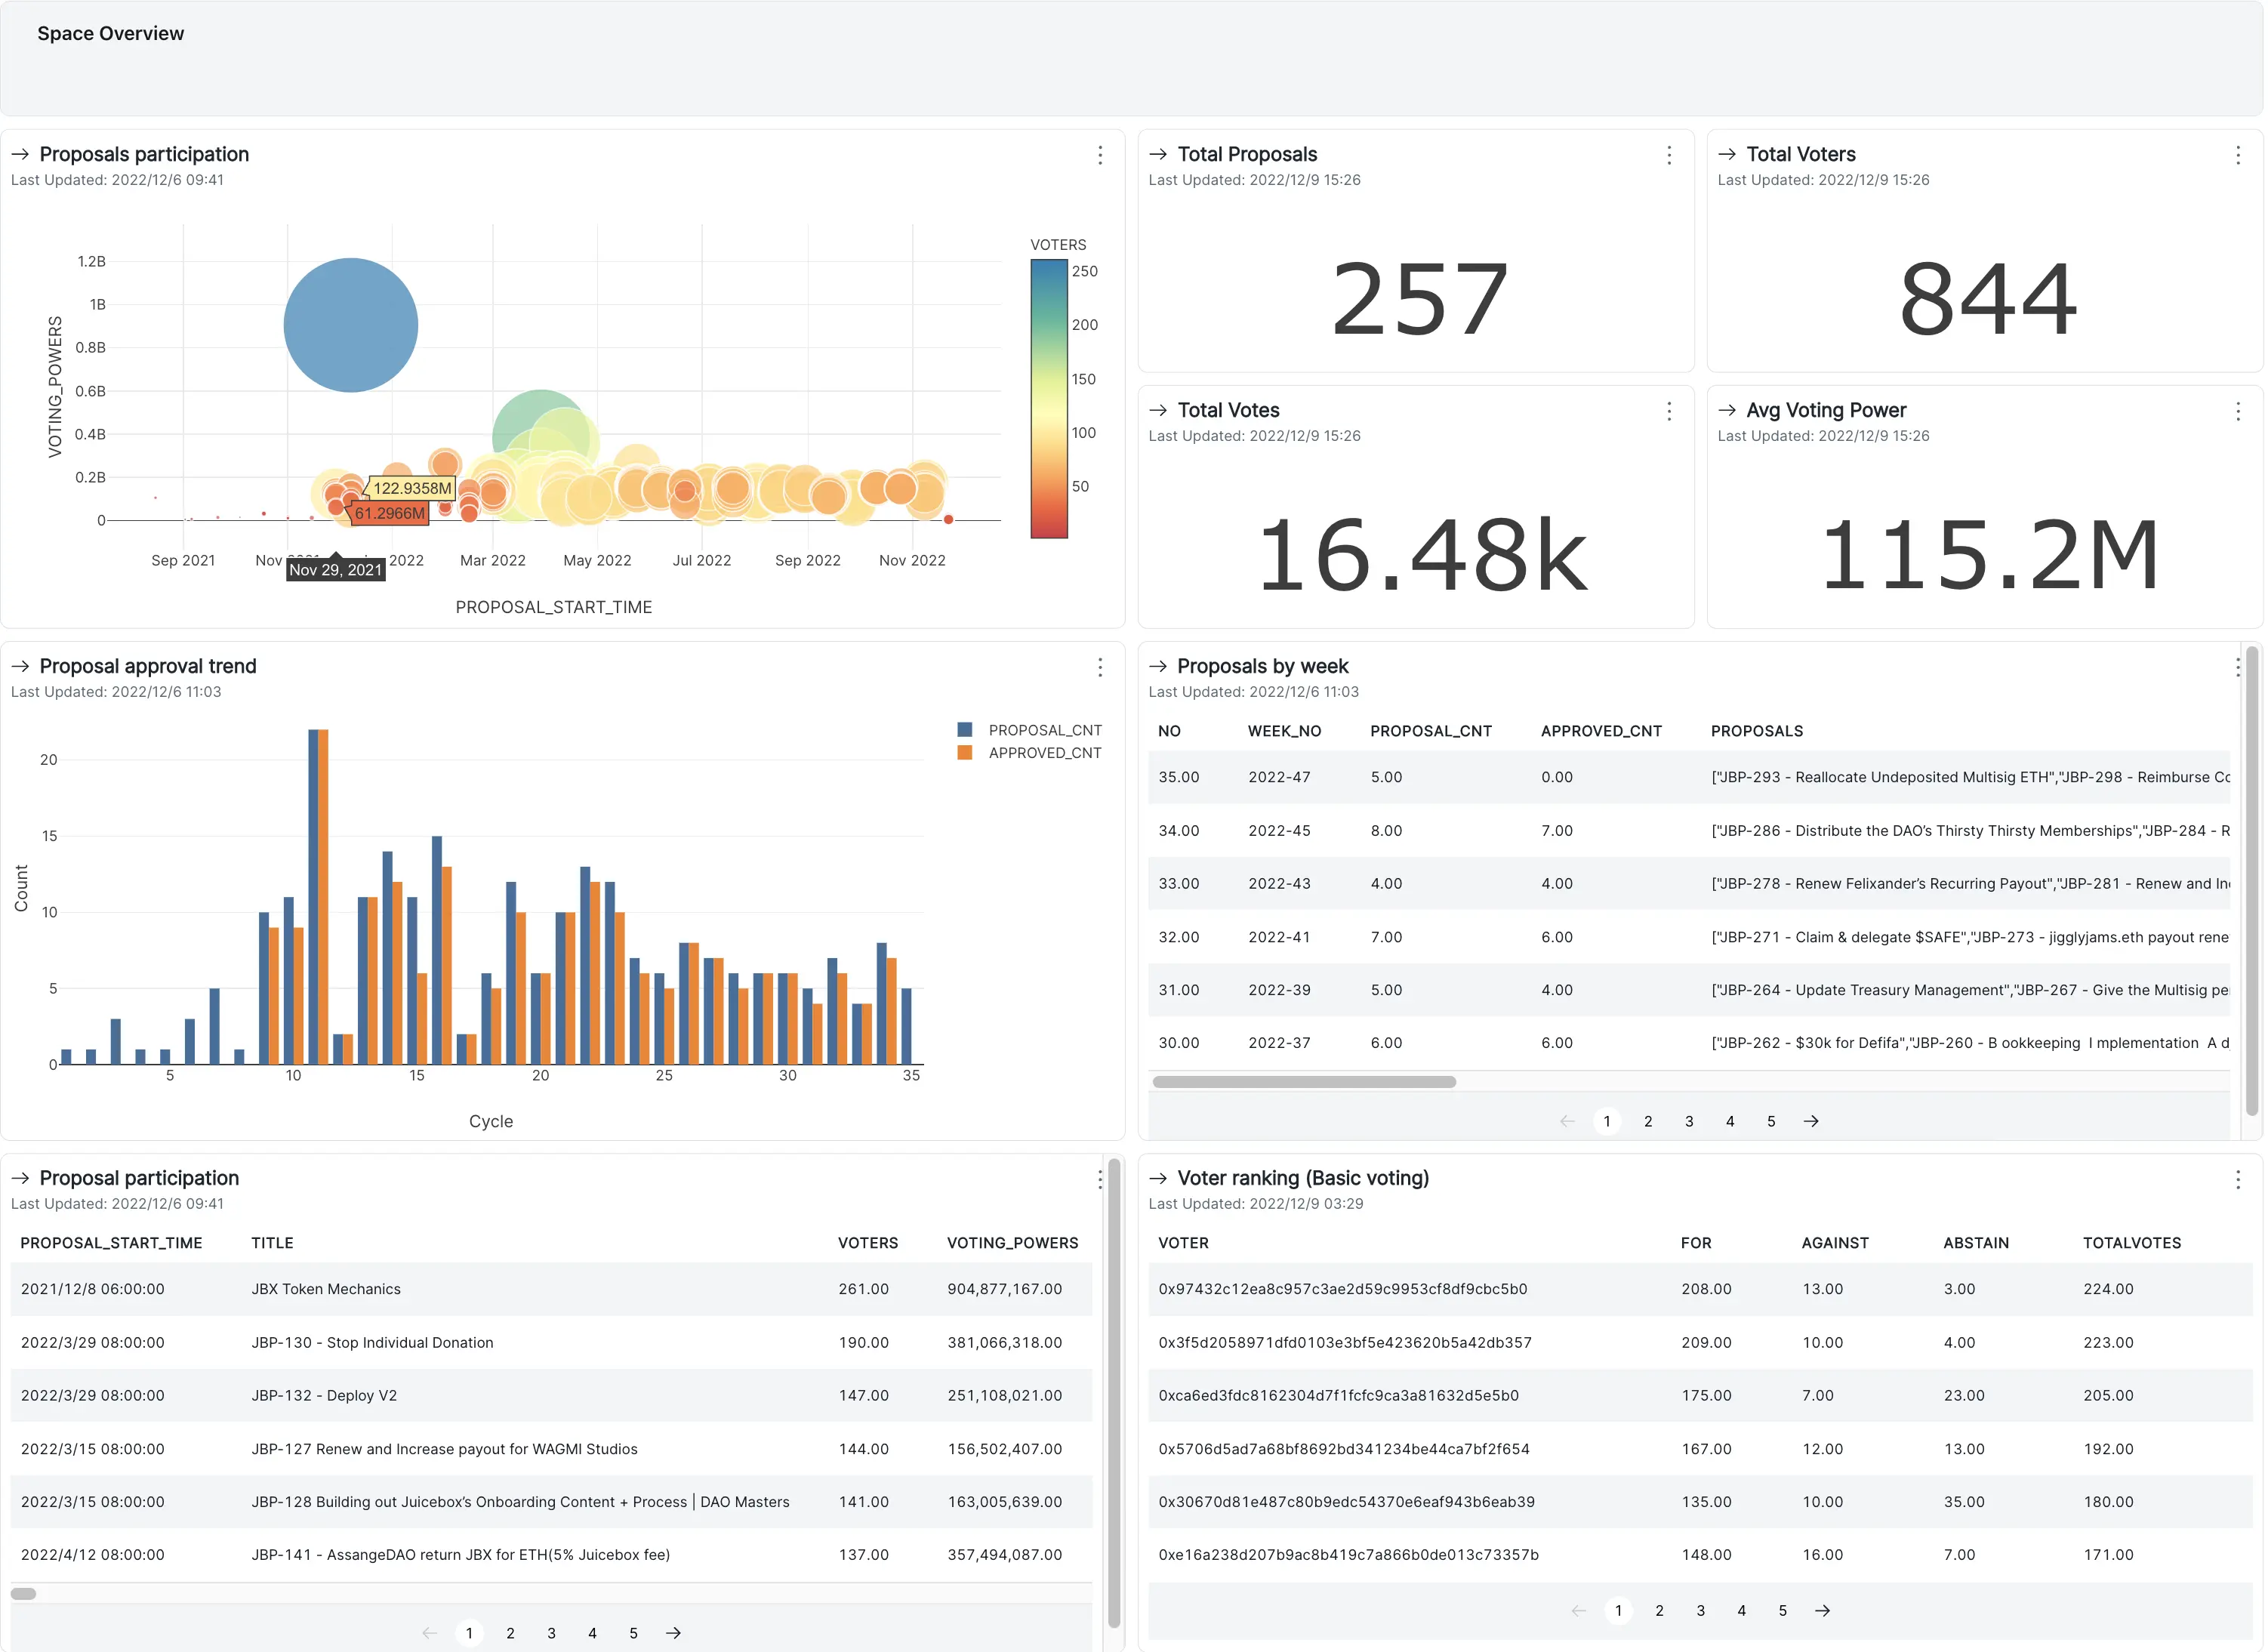 Space Overview
Proposals participation
Last Updated: 2022/12/6 09:41
VOTERS
250
200
150
100
50
1.2B
1B
0.8B
0.6B
0.4B
0.2B
0
VOTING_POWERS
122.9358M
61.2966M
Sep 2021
Nov
2022
Mar 2022
May 2022
Jul 2022
Sep 2022
Nov 2022
Nov 29, 2021
PROPOSAL_START_TIME
Total Proposals
Last Updated: 2022/12/9 15:26
257
Total Voters
Last Updated: 2022/12/9 15:26
844
Total Votes
Last Updated: 2022/12/9 15:26
16.48k
Avg Voting Power
Last Updated: 2022/12/9 15:26
115.2M
Proposal approval trend
Last Updated: 2022/12/6 11:03
PROPOSAL_CNT
APPROVED_CNT
20
15
10
5
0
Count
5 10 15 20 25 30 35
Cycle
Proposals by week
Last Updated: 2022/12/6 11:03
NO WEEK_NO PROPOSAL_CNT APPROVED_CNT PROPOSALS
35.00 2022-47 5.00 0.00 ["JBP-293 - Reallocate Undeposited Multisig ETH","JBP-298 - Reimburse Co
34.00 2022-45 8.00 7.00 ["JBP-286 - Distribute the DAO’s Thirsty Thirsty Memberships","JBP-284 - R
33.00 2022-43 4.00 4.00 ["JBP-278 - Renew Felixander’s Recurring Payout","JBP-281 - Renew and In
32.00 2022-41 7.00 6.00 ["JBP-271 - Claim & delegate $SAFE","JBP-273 - jigglyjams.eth payout rene
31.00 2022-39 5.00 4.00 ["JBP-264 - Update Treasury Management","JBP-267 - Give the Multisig pe
30.00 2022-37 6.00 6.00 ["JBP-262 - $30k for Defifa","JBP-260 - B ookkeeping I mplementation A d
← 1 2 3 4 5 →
Proposal participation
Last Updated: 2022/12/6 09:41
PROPOSAL_START_TIME TITLE VOTERS VOTING_POWERS
2021/12/8 06:00:00 JBX Token Mechanics 261.00 904,877,167.00
2022/3/29 08:00:00 JBP-130 - Stop Individual Donation 190.00 381,066,318.00
2022/3/29 08:00:00 JBP-132 - Deploy V2 147.00 251,108,021.00
2022/3/15 08:00:00 JBP-127 Renew and Increase payout for WAGMI Studios 144.00 156,502,407.00
2022/3/15 08:00:00 JBP-128 Building out Juicebox’s Onboarding Content + Process | DAO Masters 141.00 163,005,639.00
2022/4/12 08:00:00 JBP-141 - AssangeDAO return JBX for ETH(5% Juicebox fee) 137.00 357,494,087.00
← 1 2 3 4 5 →
Voter ranking (Basic voting)
Last Updated: 2022/12/9 03:29
VOTER FOR AGAINST ABSTAIN TOTALVOTES
0x97432c12ea8c957c3ae2d59c9953cf8df9cbc5b0 208.00 13.00 3.00 224.00
0x3f5d2058971dfd0103e3bf5e423620b5a42db357 209.00 10.00 4.00 223.00
0xca6ed3fdc8162304d7f1fcfc9ca3a81632d5e5b0 175.00 7.00 23.00 205.00
0x5706d5ad7a68bf8692bd341234be44ca7bf2f654 167.00 12.00 13.00 192.00
0x30670d81e487c80b9edc54370e6eaf943b6eab39 135.00 10.00 35.00 180.00
0xe16a238d207b9ac8b419c7a866b0de013c73357b 148.00 16.00 7.00 171.00
← 1 2 3 4 5 →